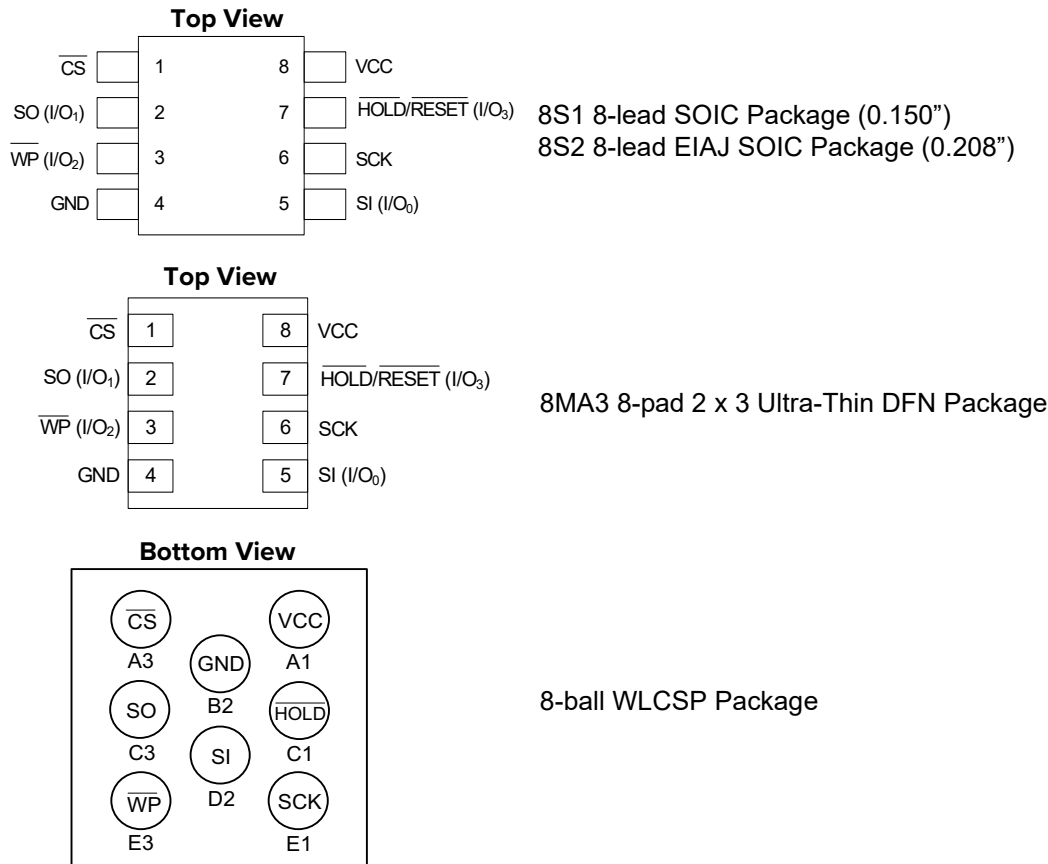 Top View
CS 1 8 VCC
SO (I/O₁) 2 7 HOLD/RESET (I/O₃)
WP (I/O₂) 3 6 SCK
GND 4 5 SI (I/O₀)
8S1 8-lead SOIC Package (0.150”)
8S2 8-lead EIAJ SOIC Package (0.208”)
Top View
CS 1 8 VCC
SO (I/O₁) 2 7 HOLD/RESET (I/O₃)
WP (I/O₂) 3 6 SCK
GND 4 5 SI (I/O₀)
8MA3 8-pad 2 x 3 Ultra-Thin DFN Package
Bottom View
CS VCC
A3 GND A1
B2
SO HOLD
C3 SI C1
D2
WP SCK
E3 E1
8-ball WLCSP Package